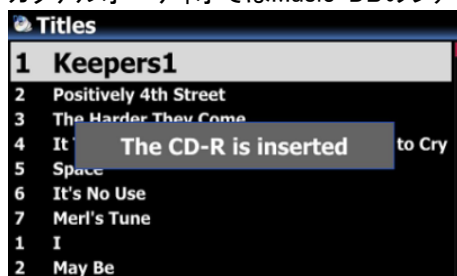 Titles
1 Keepers1
2 Positively 4th Street
3 The Harder They Come
4 It to Cry
The CD-R is inserted
5 Space
6 It's No Use
7 Merl's Tune
1 I
2 May Be